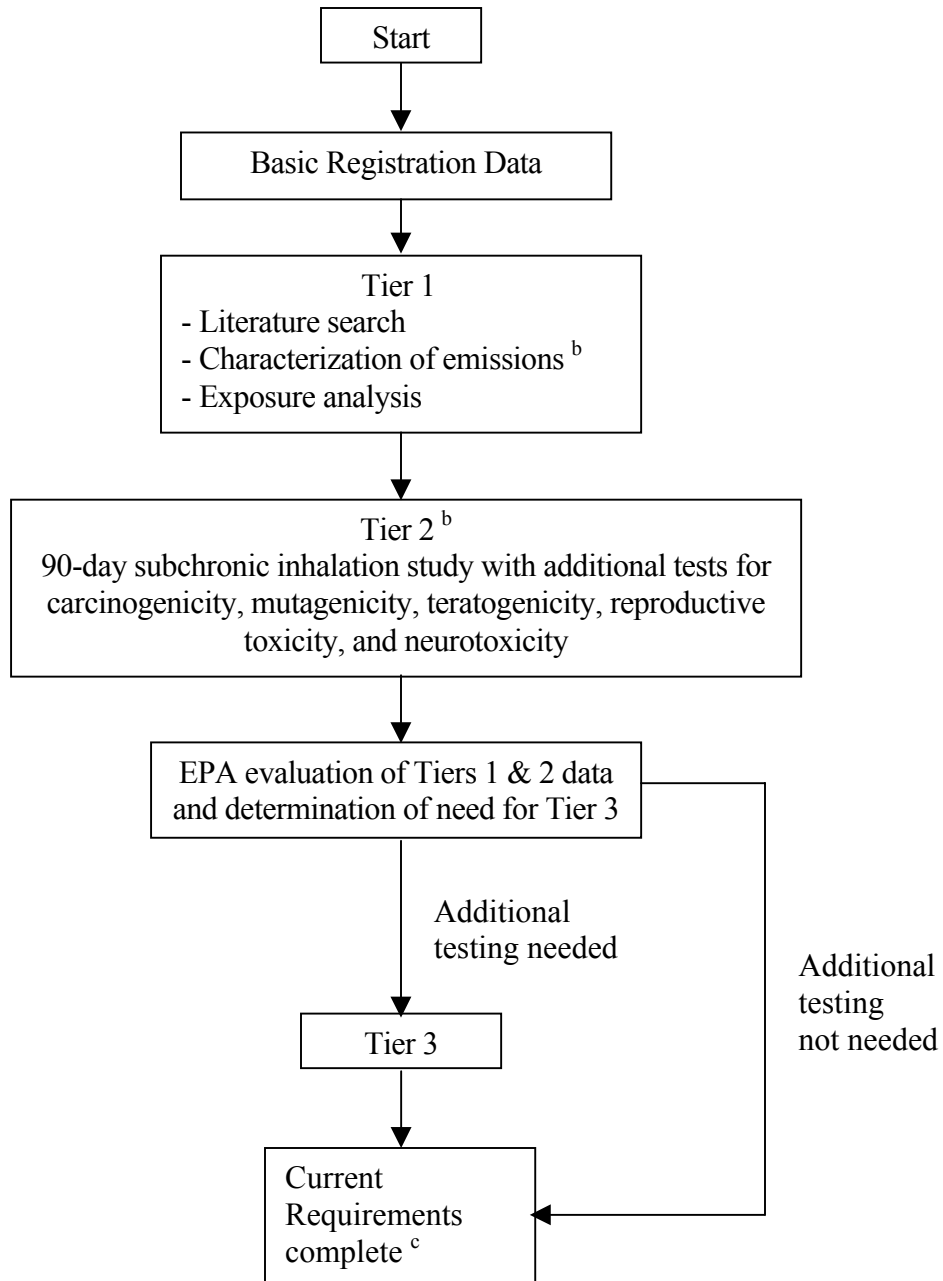 Start
Basic Registration Data
Tier 1
- Literature search
- Characterization of emissions b
- Exposure analysis
Tier 2 b
90-day subchronic inhalation study with additional tests for
carcinogenicity, mutagenicity, teratogenicity, reproductive
toxicity, and neurotoxicity
EPA evaluation of Tiers 1 & 2 data
and determination of need for Tier 3
Additional
testing needed
Additional
testing
not needed
Tier 3
Current
Requirements
complete c